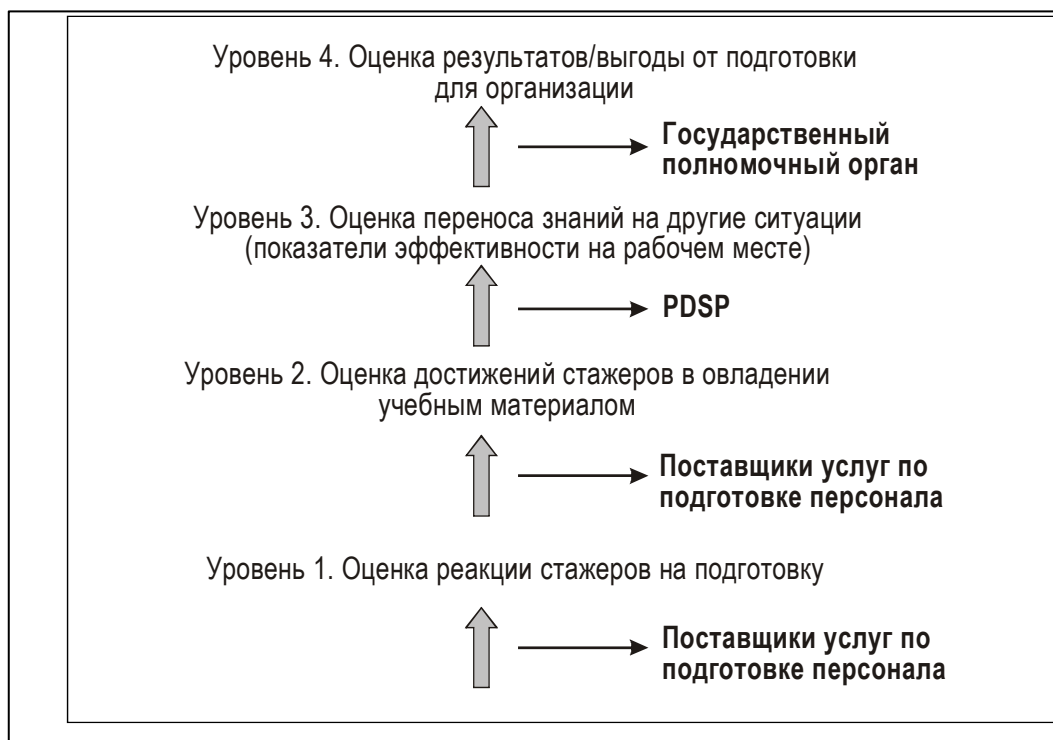 Уровень 4. Оценка результатов/выгоды от подготовки
для организации
Государственный
полномочный орган
Уровень 3. Оценка переноса знаний на другие ситуации
(показатели эффективности на рабочем месте)
PDSP
Уровень 2. Оценка достижений стажеров в овладении
учебным материалом
Поставщики услуг по
подготовке персонала
Уровень 1. Оценка реакции стажеров на подготовку
Поставщики услуг по
подготовке персонала